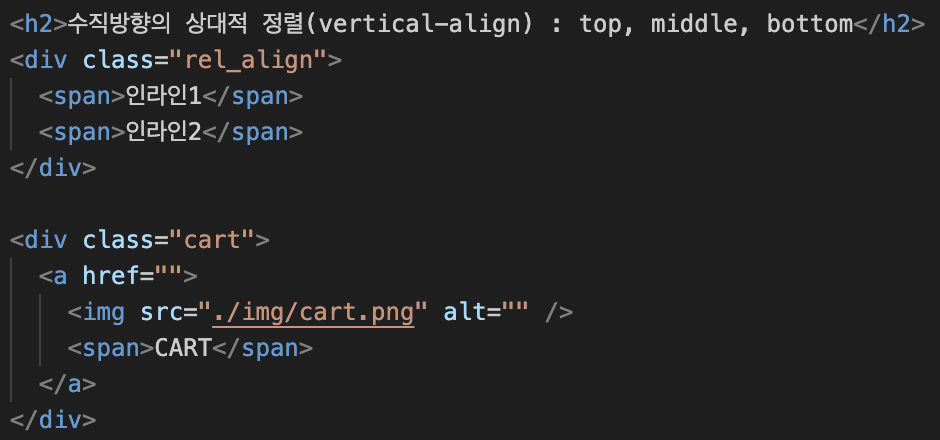 <h2>수직방향의 상대적 정렬(vertical-align) : top, middle, bottom</h2>
<div class="rel_align">
  <span>인라인1</span>
  <span>인라인2</span>
</div>

<div class="cart">
  <a href="">
    <img src="./img/cart.png" alt="" />
    <span>CART</span>
  </a>
</div>